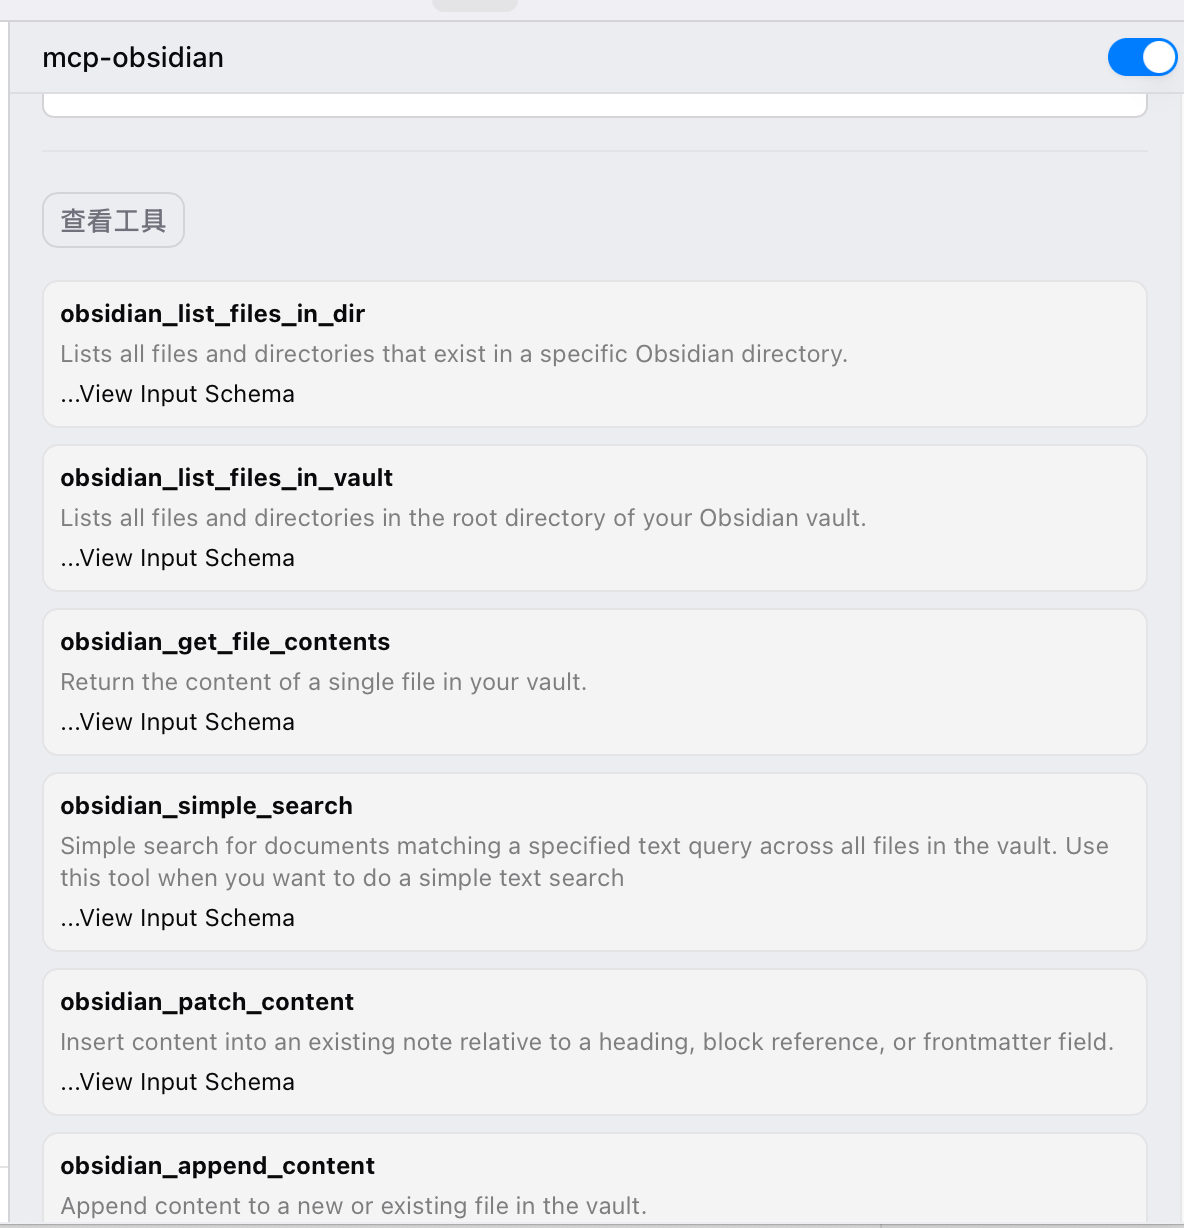 mcp-obsidian
查看工具
obsidian_list_files_in_dir
Lists all files and directories that exist in a specific Obsidian directory.
...View Input Schema
obsidian_list_files_in_vault
Lists all files and directories in the root directory of your Obsidian vault.
...View Input Schema
obsidian_get_file_contents
Return the content of a single file in your vault.
...View Input Schema
obsidian_simple_search
Simple search for documents matching a specified text query across all files in the vault. Use
this tool when you want to do a simple text search
...View Input Schema
obsidian_patch_content
Insert content into an existing note relative to a heading, block reference, or frontmatter field.
...View Input Schema
obsidian_append_content
Append content to a new or existing file in the vault.